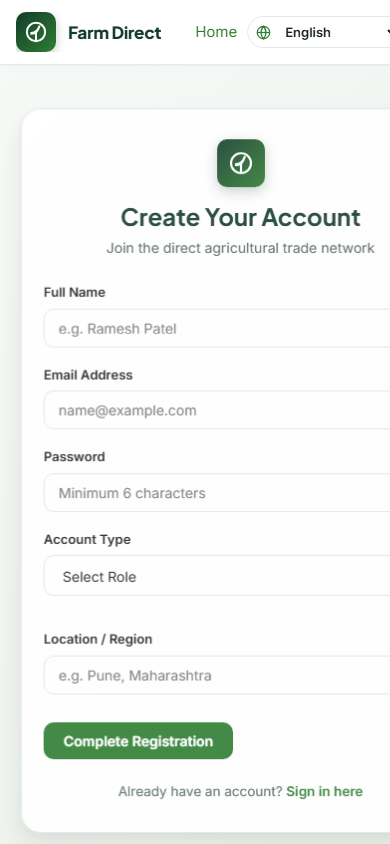 Farm Direct
Home
English
Create Your Account
Join the direct agricultural trade network
Full Name
e.g. Ramesh Patel
Email Address
name@example.com
Password
Minimum 6 characters
Account Type
Select Role
Location / Region
e.g. Pune, Maharashtra
Complete Registration
Already have an account? Sign in here